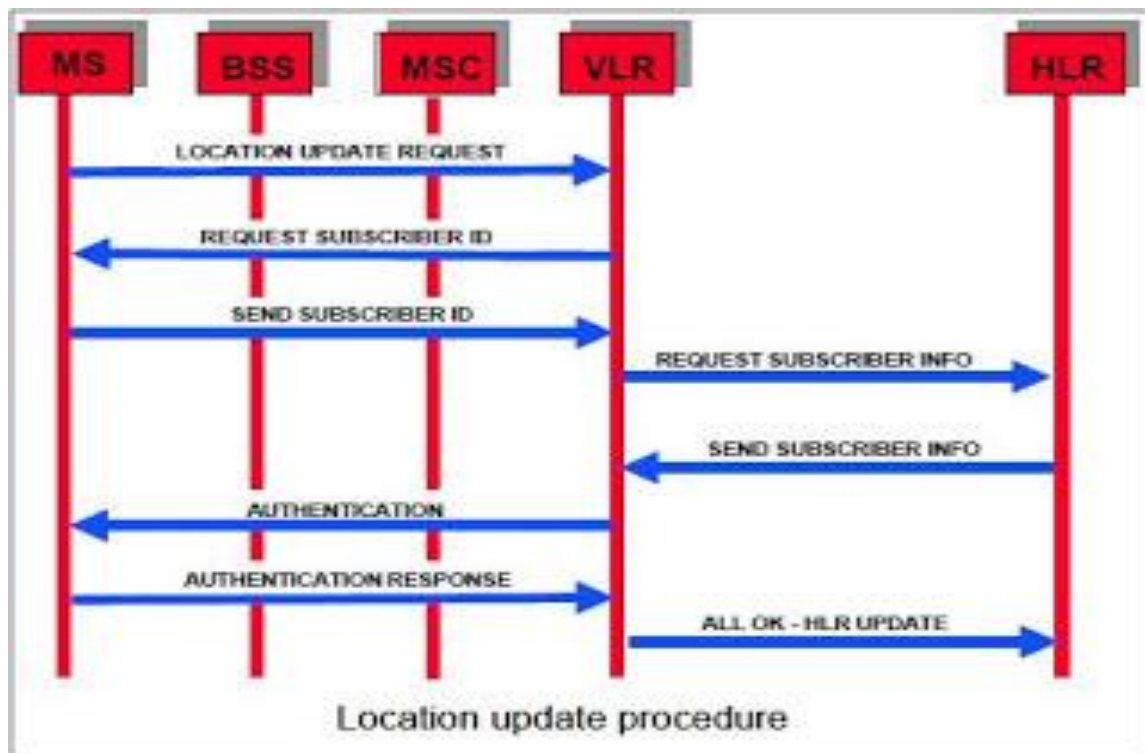 MS BSS MSC VLR HLR
LOCATION UPDATE REQUEST
REQUEST SUBSCRIBER ID
SEND SUBSCRIBER ID
REQUEST SUBSCRIBER INFO
SEND SUBSCRIBER INFO
AUTHENTICATION
AUTHENTICATION RESPONSE
ALL OK - HLR UPDATE
Location update procedure